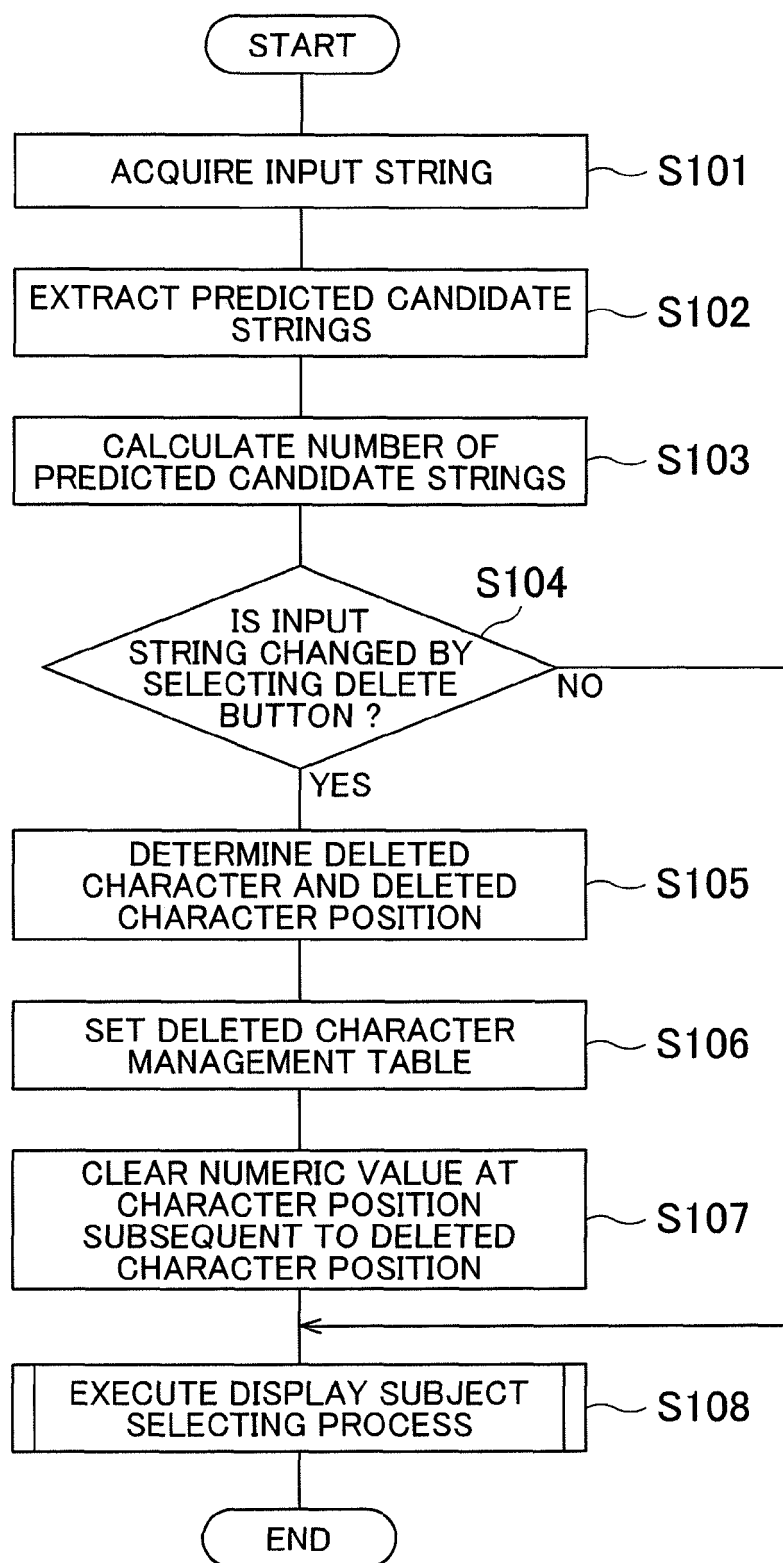 START
ACQUIRE INPUT STRING
S101
EXTRACT PREDICTED CANDIDATE
STRINGS
S102
CALCULATE NUMBER OF
PREDICTED CANDIDATE STRINGS
S103
S104
IS INPUT
STRING CHANGED BY
SELECTING DELETE
BUTTON ?
NO
YES
DETERMINE DELETED
CHARACTER AND DELETED
CHARACTER POSITION
S105
SET DELETED CHARACTER
MANAGEMENT TABLE
S106
CLEAR NUMERIC VALUE AT
CHARACTER POSITION
SUBSEQUENT TO DELETED
CHARACTER POSITION
S107
EXECUTE DISPLAY SUBJECT
SELECTING PROCESS
S108
END